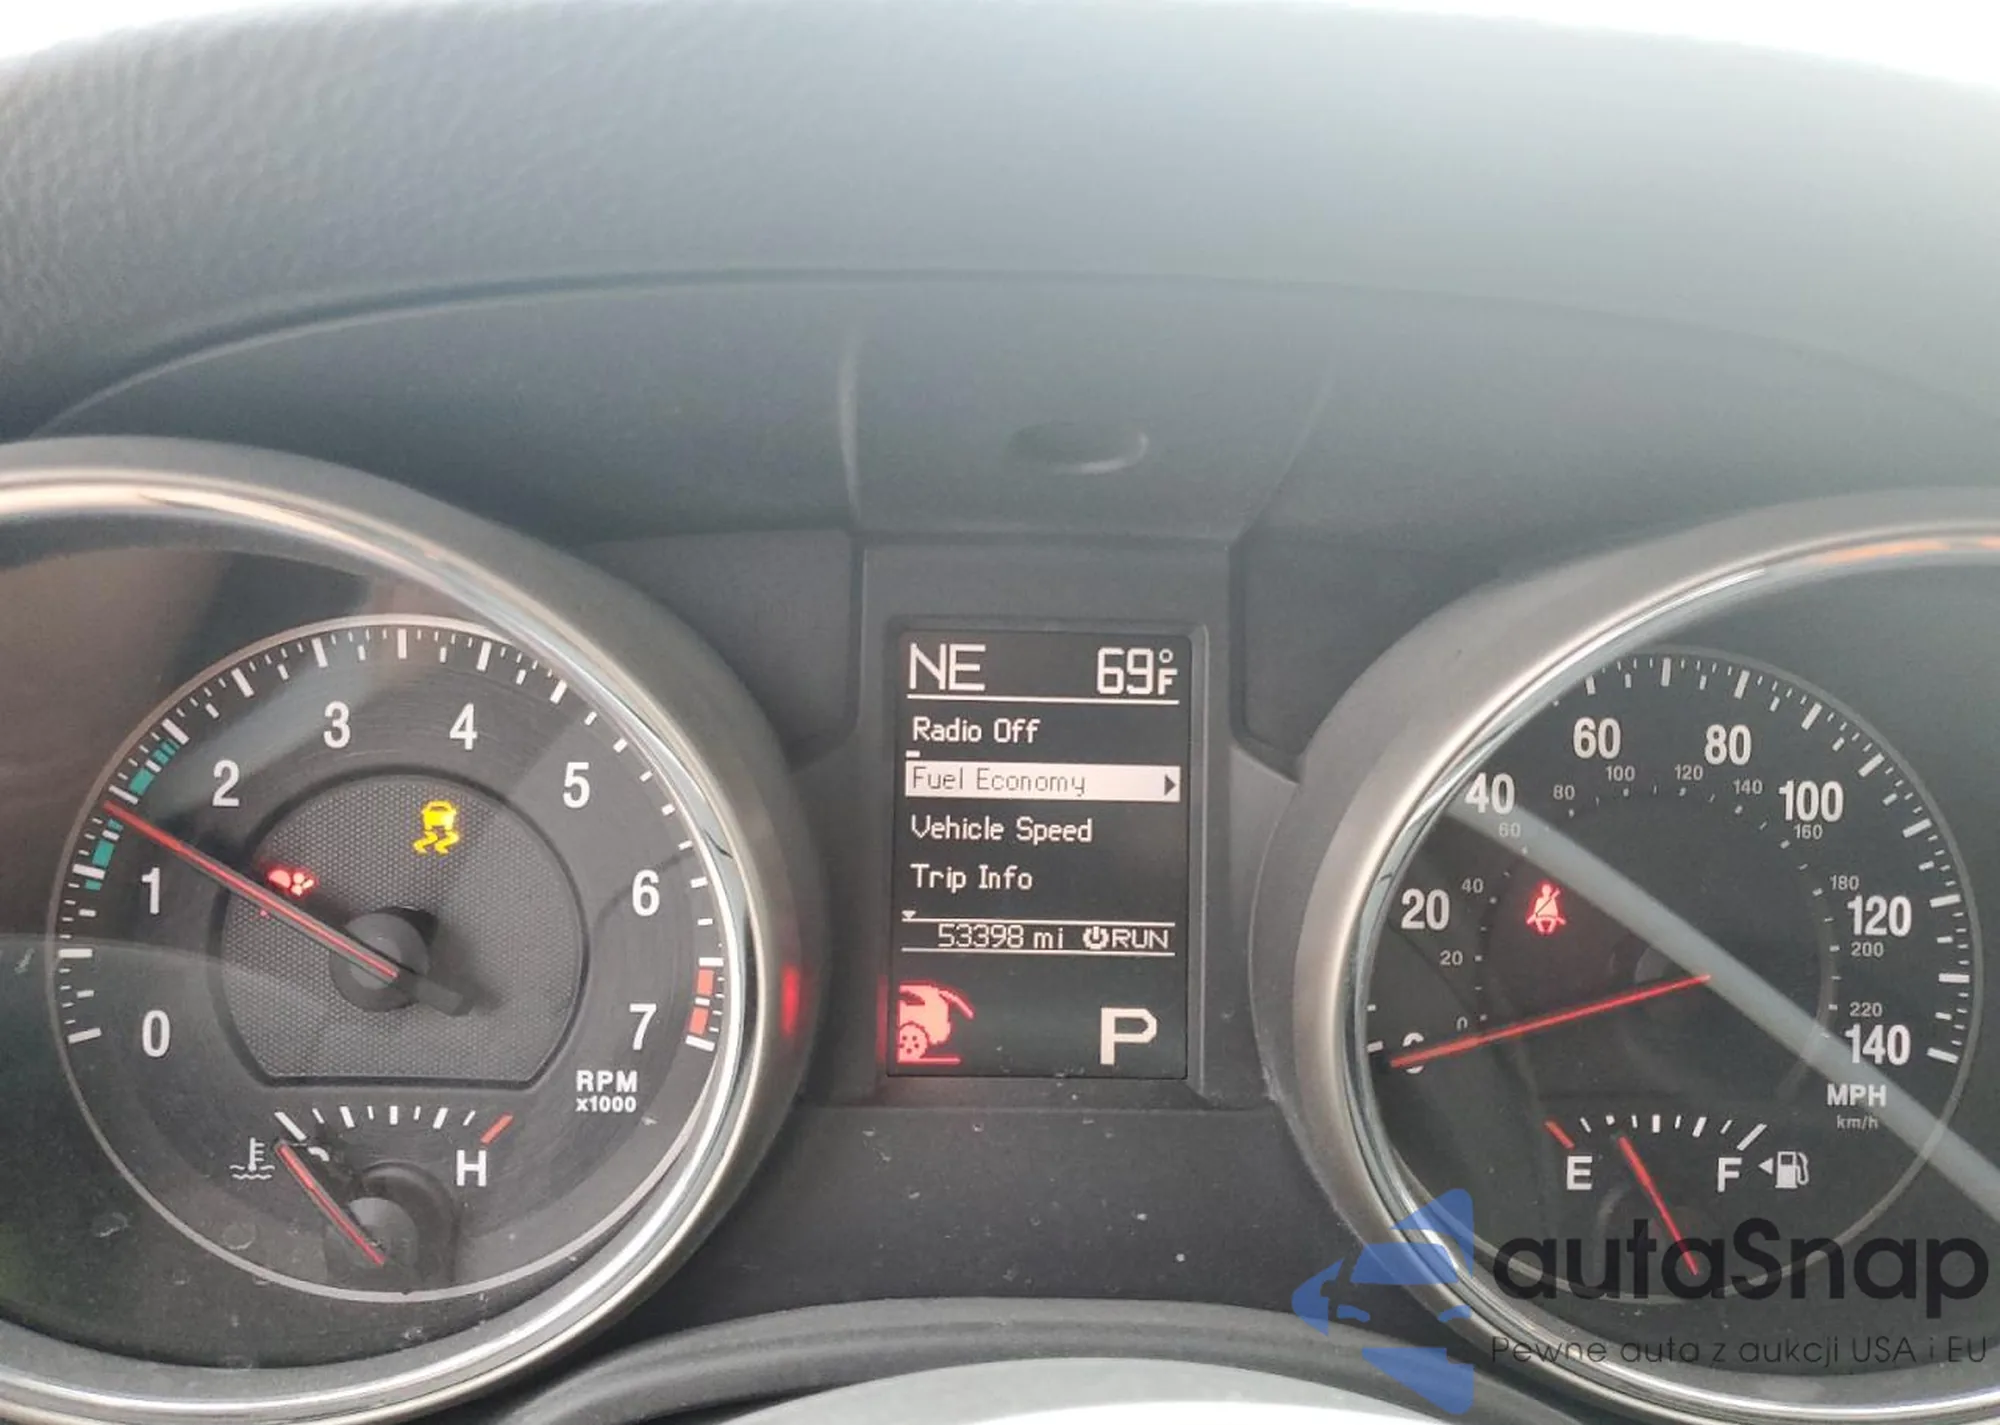 NE 69°F
Radio Off
Fuel Economy
Vehicle Speed
Trip Info
53398 mi RUN
P
0 1 2 3 4 5 6 7
RPM
x1000
H
0 20 40 60 80 100 120 140
0 20 40 60 80 100 120 140 160 180 200 220
MPH
km/h
E F
autaSnap
Pewne auta z aukcji USA i EU